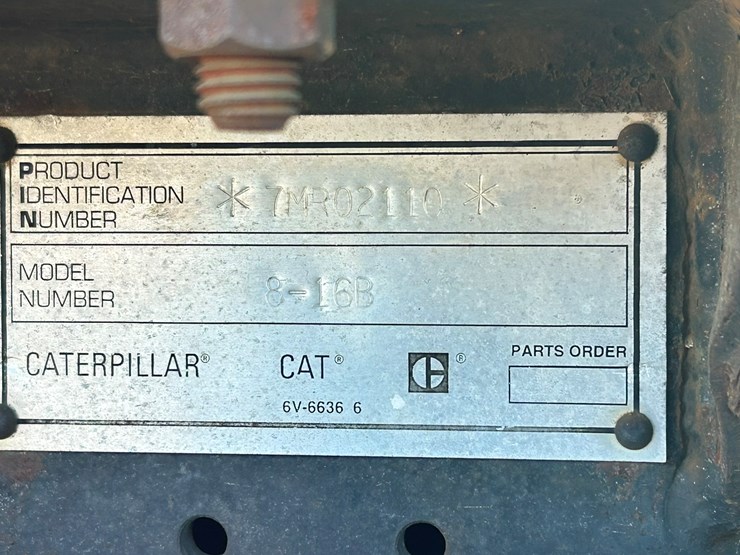 PRODUCT
IDENTIFICATION
NUMBER
*7MR02110*
MODEL
NUMBER
8-16B
CATERPILLAR®
CAT®
®
PARTS ORDER
6V-6636 6